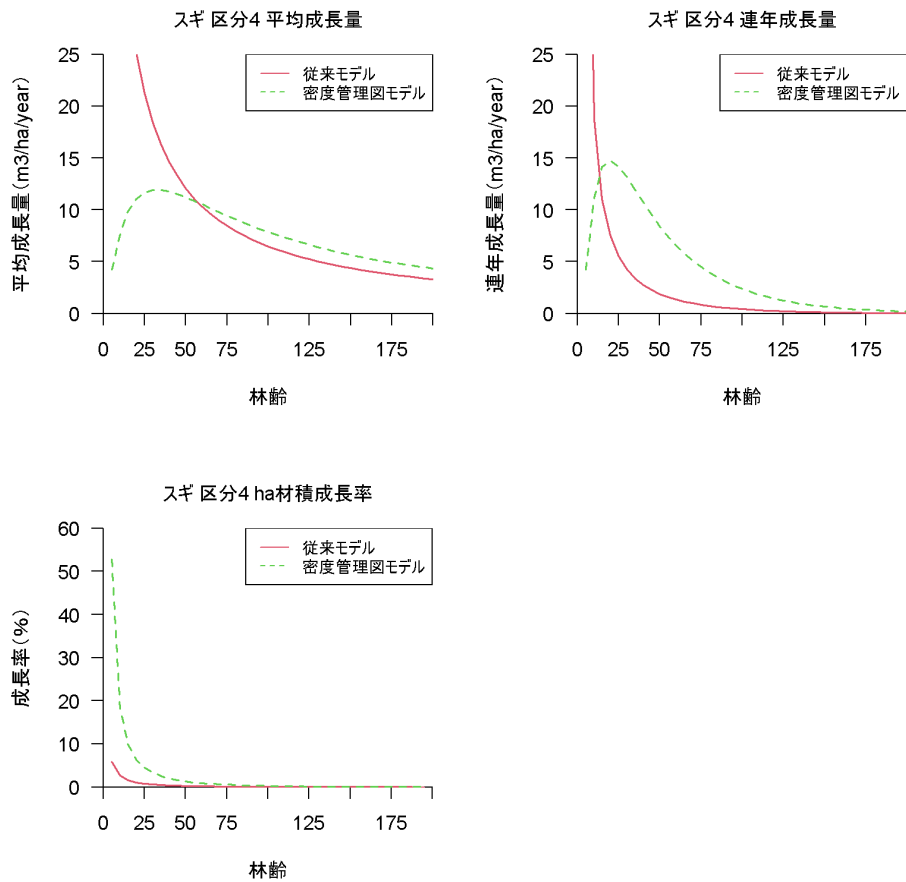 スギ 区分4 平均成長量
25
20
15
10
5
0
平均成長量(m3/ha/year)
従来モデル
密度管理図モデル
0 25 50 75 125 175
林齢
スギ 区分4 連年成長量
25
20
15
10
5
0
連年成長量(m3/ha/year)
従来モデル
密度管理図モデル
0 25 50 75 125 175
林齢
スギ 区分4 ha材積成長率
60
50
40
30
20
10
0
成長率(%)
従来モデル
密度管理図モデル
0 25 50 75 125 175
林齢